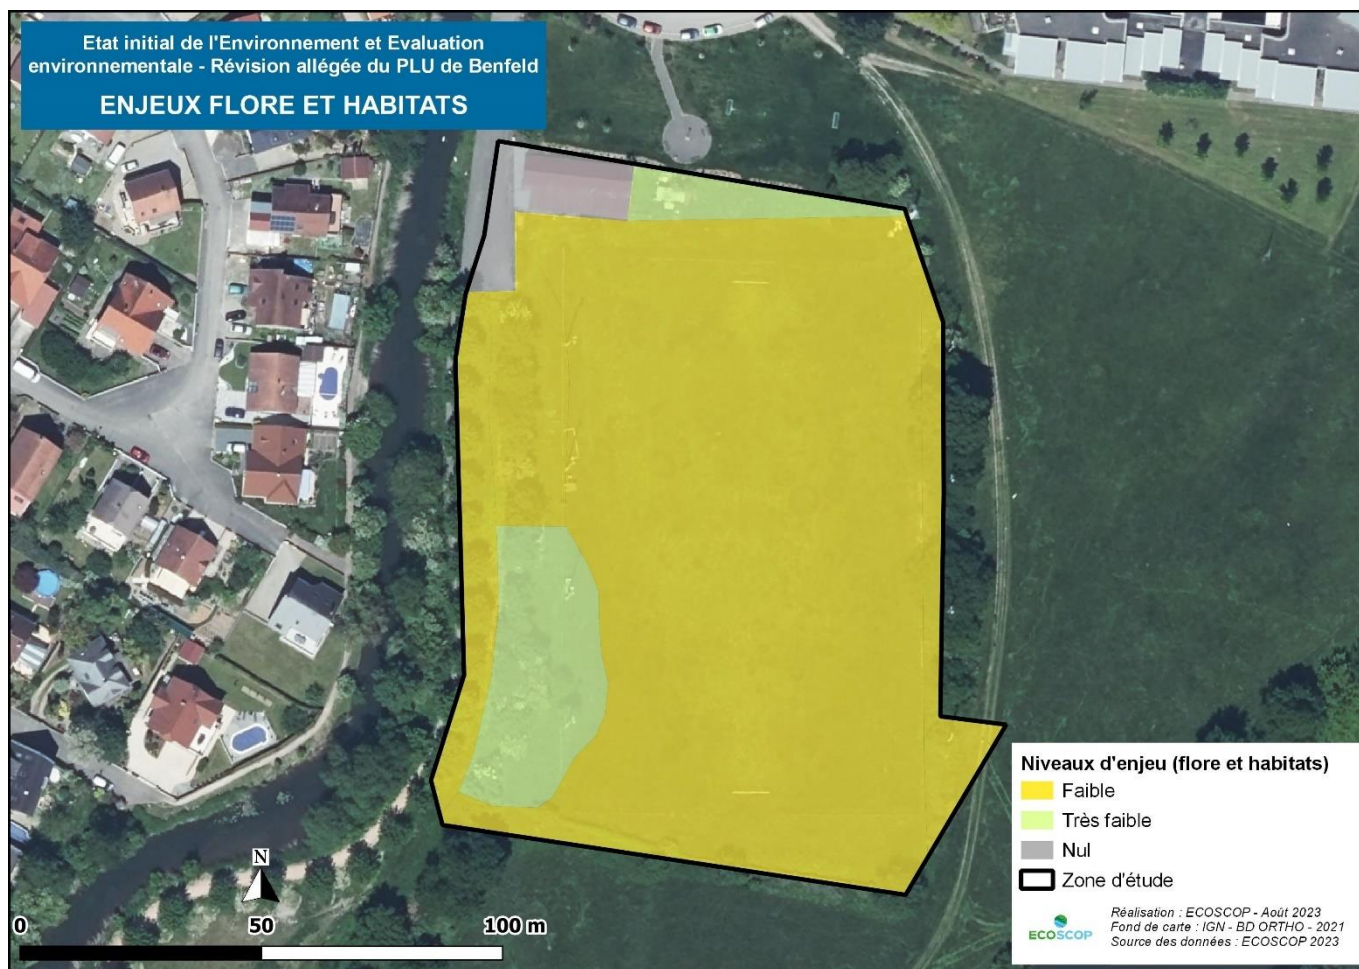 Etat initial de l'Environnement et Evaluation
environnementale - Révision allégée du PLU de Benfeld
ENJEUX FLORE ET HABITATS
Niveaux d'enjeu (flore et habitats)
Faible
Très faible
Nul
Zone d'étude
N
0 50 100 m
ECOSCOP
Réalisation : ECOSCOP - Août 2023
Fond de carte : IGN - BD ORTHO - 2021
Source des données : ECOSCOP 2023